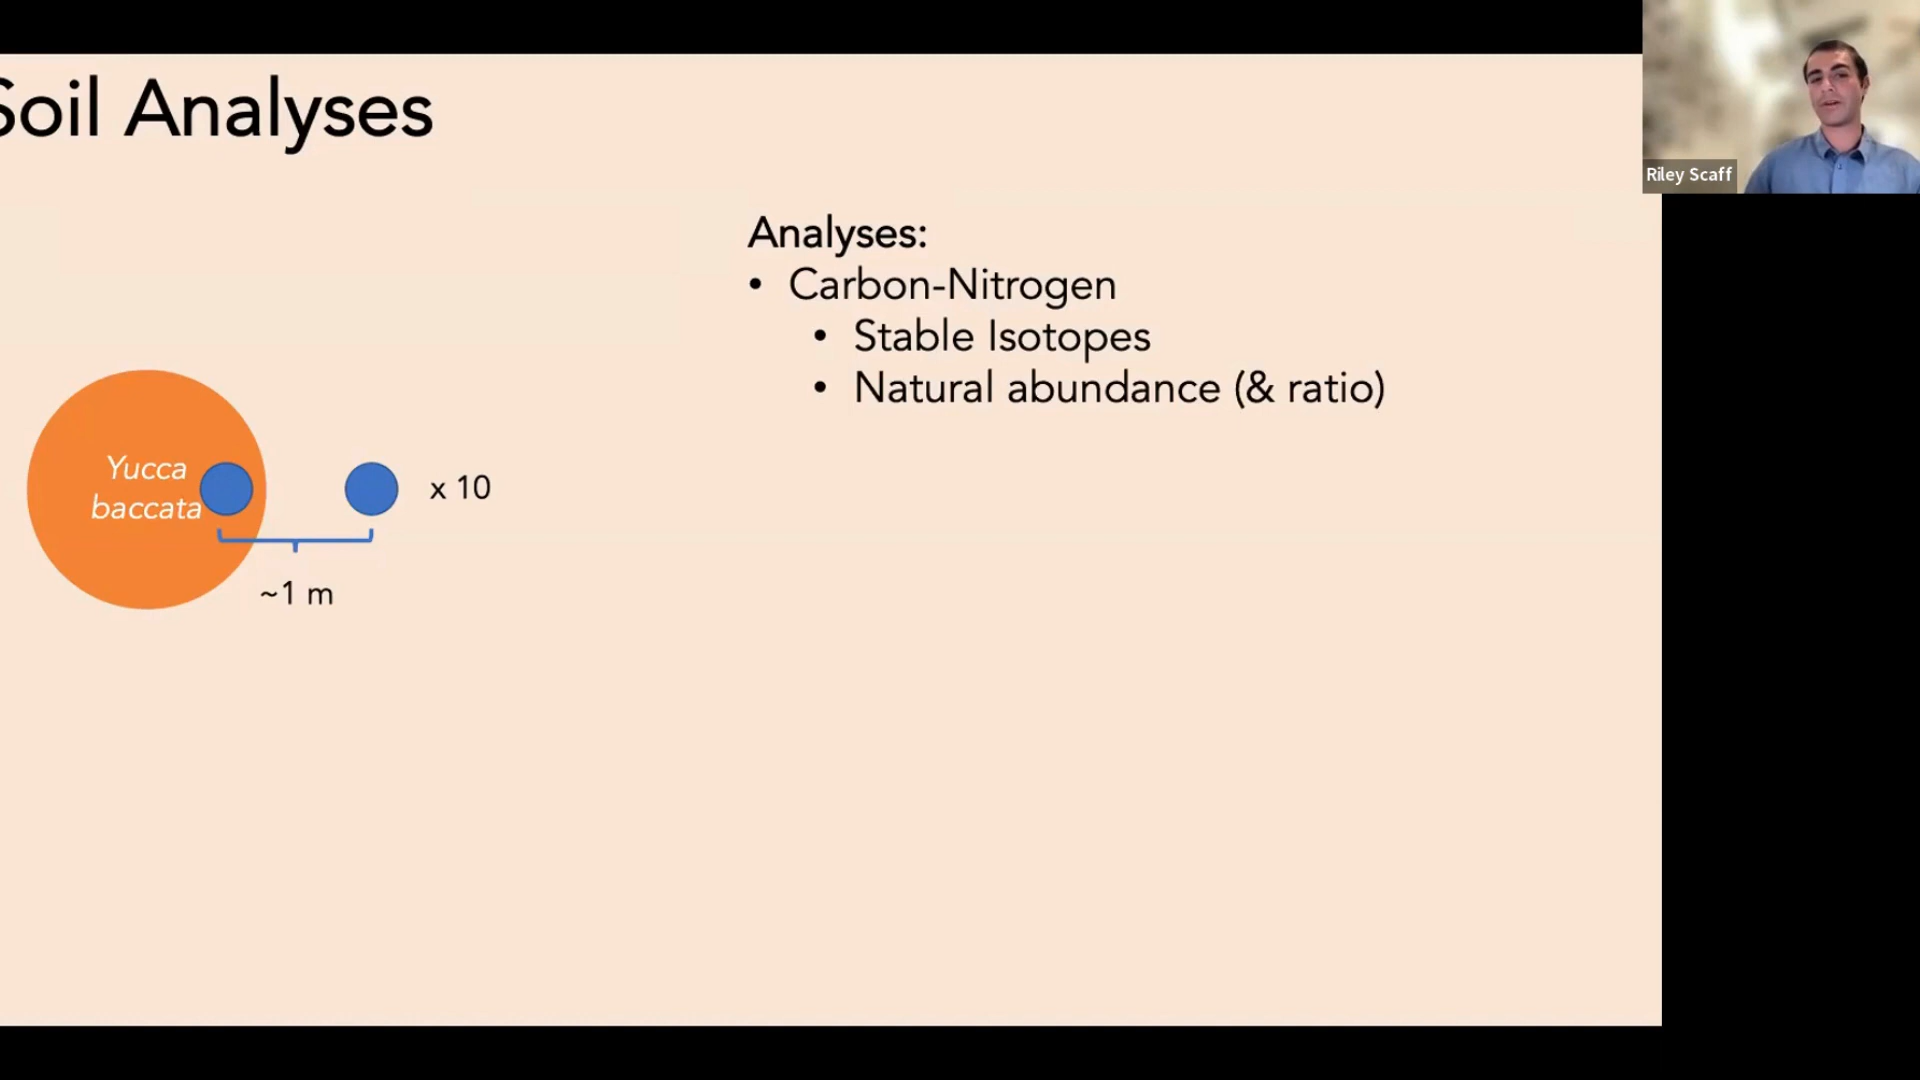 Soil Analyses
Riley Scaff
Analyses:
• Carbon-Nitrogen
• Stable Isotopes
• Natural abundance (& ratio)
Yucca
baccata
x 10
~1 m